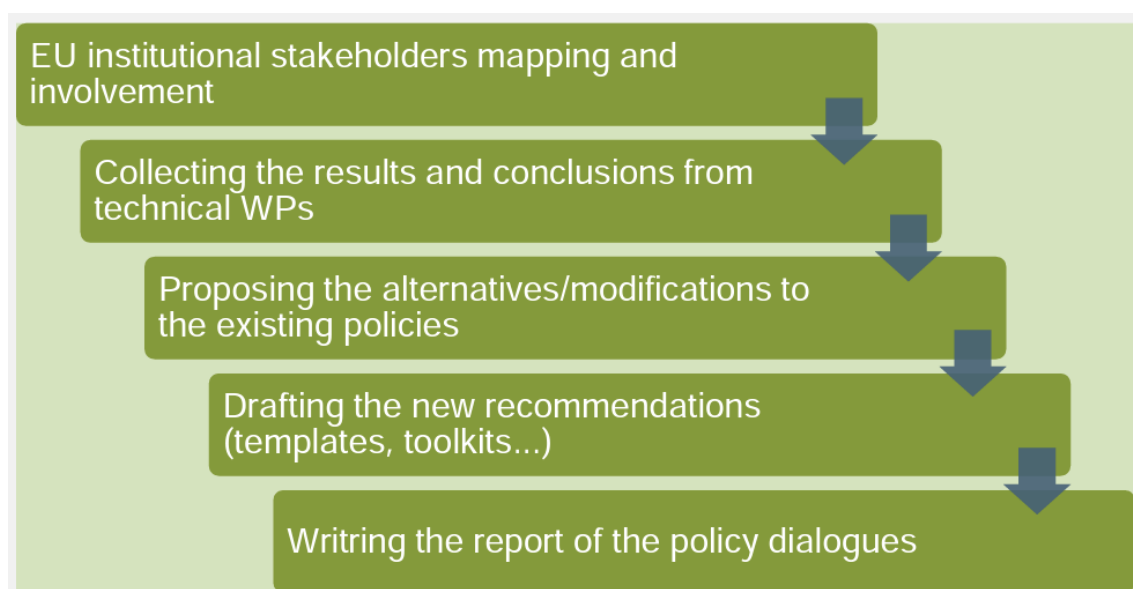 EU institutional stakeholders mapping and
involvement
Collecting the results and conclusions from
technical WPs
Proposing the alternatives/modifications to
the existing policies
Drafting the new recommendations
(templates, toolkits...)
Writring the report of the policy dialogues